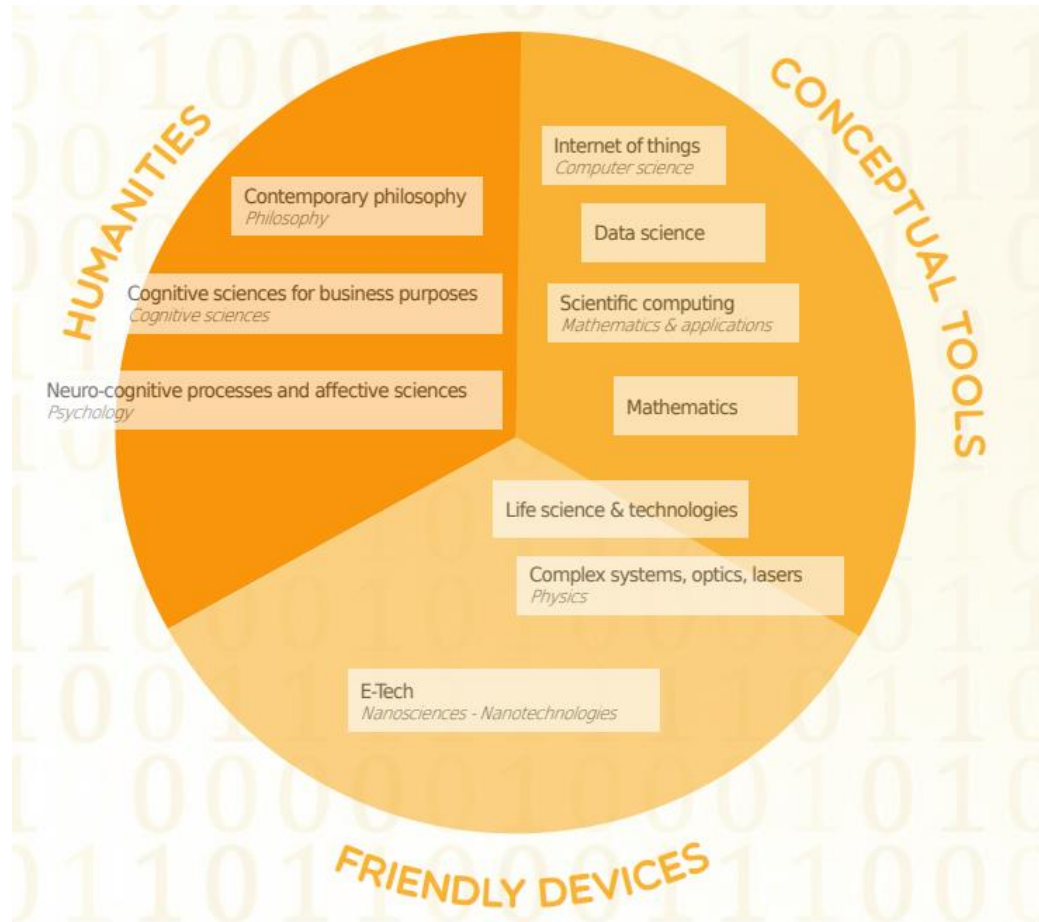 HUMANITIES
Contemporary philosophy
Philosophy
Cognitive sciences for business purposes
Cognitive sciences
Neuro-cognitive processes and affective sciences
Psychology
CONCEPTUAL TOOLS
Internet of things
Computer science
Data science
Scientific computing
Mathematics & applications
Mathematics
Life science & technologies
Complex systems, optics, lasers
Physics
E-Tech
Nanosciences - Nanotechnologies
FRIENDLY DEVICES